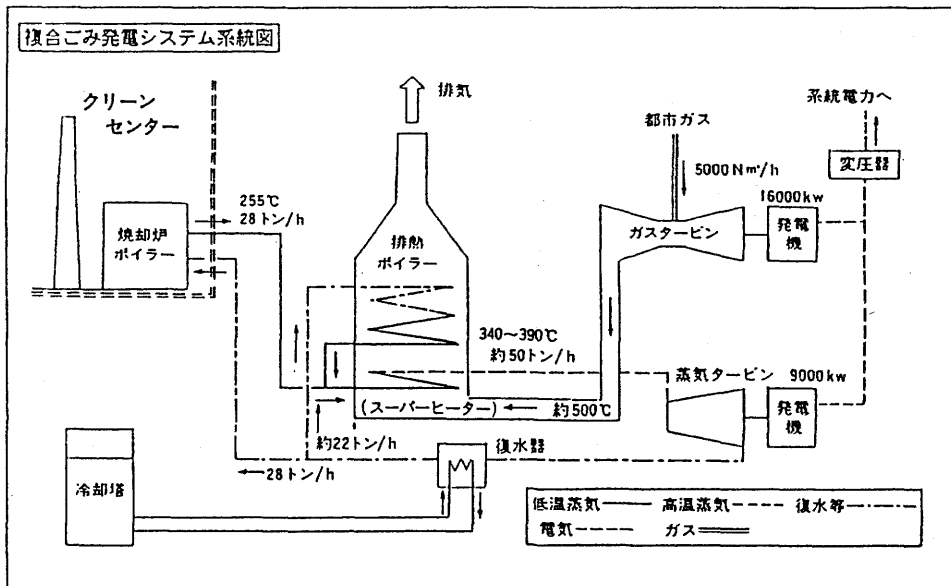 複合ごみ発電システム系統図
クリーン
センター
焼却炉
ボイラー
255℃
28トン/h
排気
排熱
ボイラー
都市ガス
5000Nm³/h
ガスタービン
16000kw
発電
機
系統電力へ
変圧器
340〜390℃
約50トン/h
蒸気タービン
9000kw
発電
機
(スーパーヒーター)
約500℃
約22トン/h
28トン/h
復水器
冷却塔
低温蒸気
高温蒸気
復水等
電気
ガス